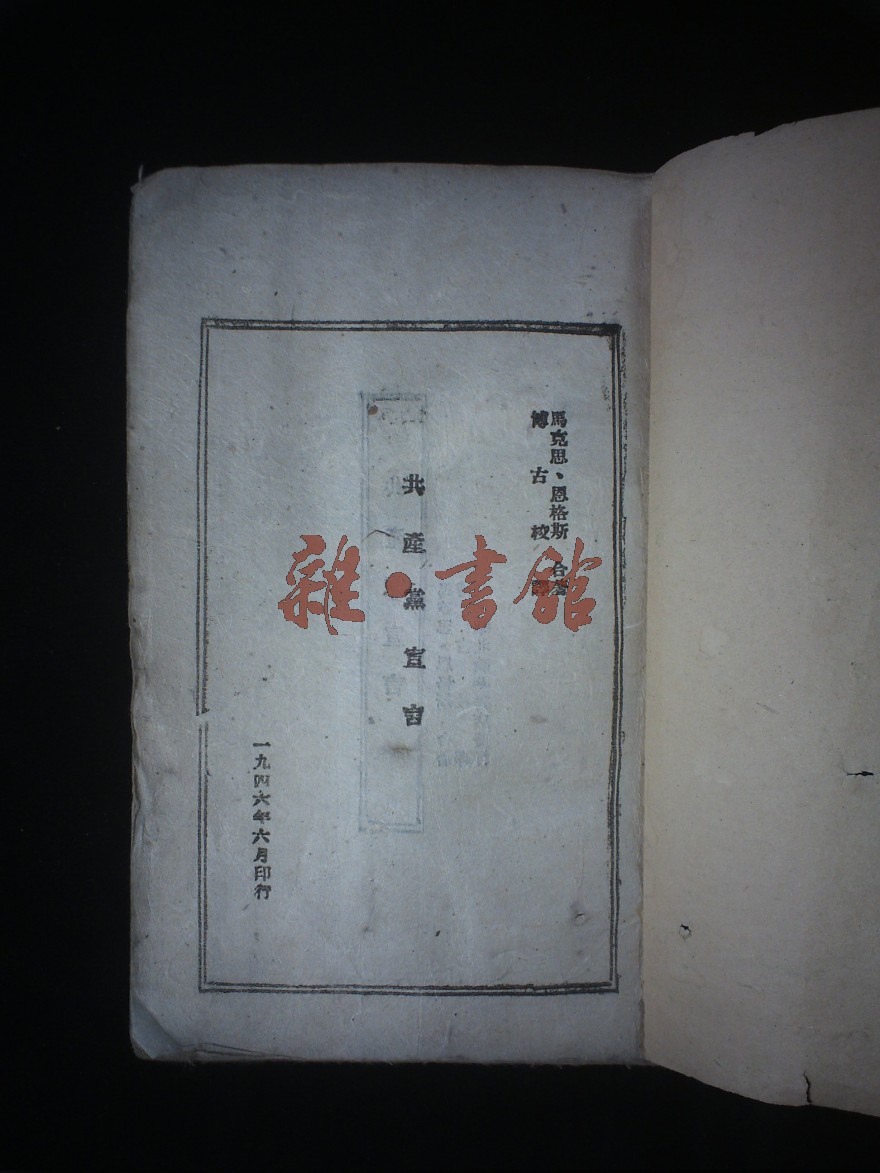 馬克思、恩格斯 合著
博古 校譯
共產黨宣言
一九四六年六月印行
雜·書館